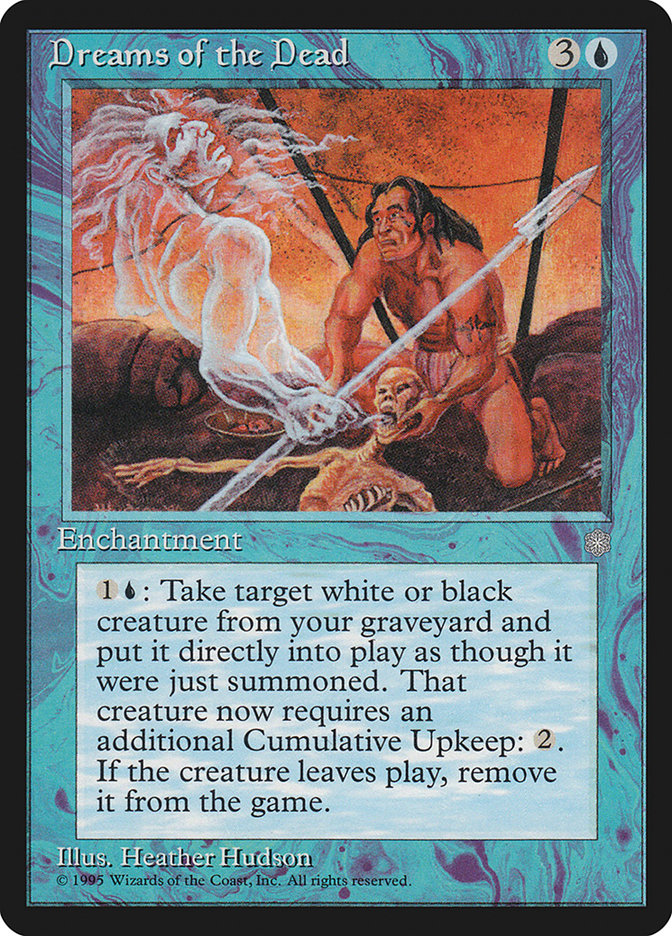 Dreams of the Dead
3
Enchantment
1 : Take target white or black
creature from your graveyard and
put it directly into play as though it
were just summoned. That
creature now requires an
additional Cumulative Upkeep: 2 .
If the creature leaves play, remove
it from the game.
Illus. Heather Hudson
© 1995 Wizards of the Coast, Inc. All rights reserved.